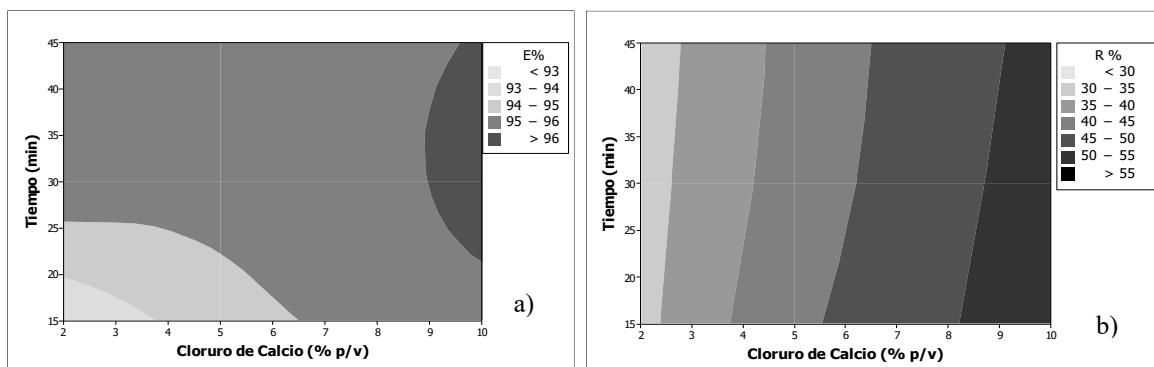 E%
< 93
93 – 94
94 – 95
95 – 96
> 96
Tiempo (min)
45
40
35
30
25
20
15
2 3 4 5 6 7 8 9 10
Cloruro de Calcio (% p/v)
a)
R %
< 30
30 – 35
35 – 40
40 – 45
45 – 50
50 – 55
> 55
Tiempo (min)
45
40
35
30
25
20
15
2 3 4 5 6 7 8 9 10
Cloruro de Calcio (% p/v)
b)